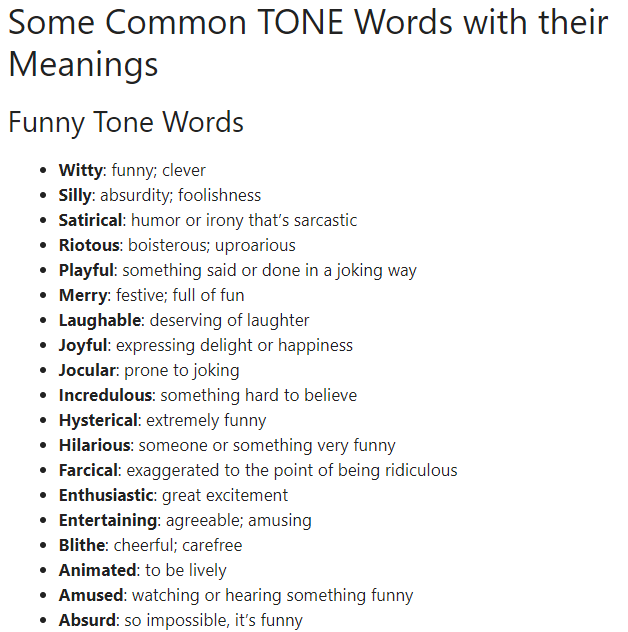 Some Common TONE Words with their
Meanings
Funny Tone Words
Witty: funny; clever
Silly: absurdity; foolishness
Satirical: humor or irony that’s sarcastic
Riotous: boisterous; uproarious
Playful: something said or done in a joking way
Merry: festive; full of fun
Laughable: deserving of laughter
Joyful: expressing delight or happiness
Jocular: prone to joking
Incredulous: something hard to believe
Hysterical: extremely funny
Hilarious: someone or something very funny
Farcical: exaggerated to the point of being ridiculous
Enthusiastic: great excitement
Entertaining: agreeable; amusing
Blithe: cheerful; carefree
Animated: to be lively
Amused: watching or hearing something funny
Absurd: so impossible, it’s funny